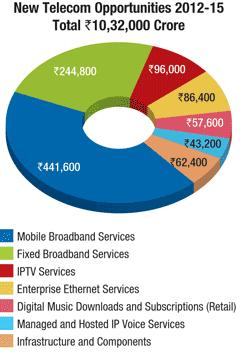 New Telecom Opportunities 2012-15
Total ₹10,32,000 Crore
₹244,800
₹96,000
₹86,400
₹57,600
₹43,200
₹62,400
₹441,600
Mobile Broadband Services
Fixed Broadband Services
IPTV Services
Enterprise Ethernet Services
Digital Music Downloads and Subscriptions (Retail)
Managed and Hosted IP Voice Services
Infrastructure and Components